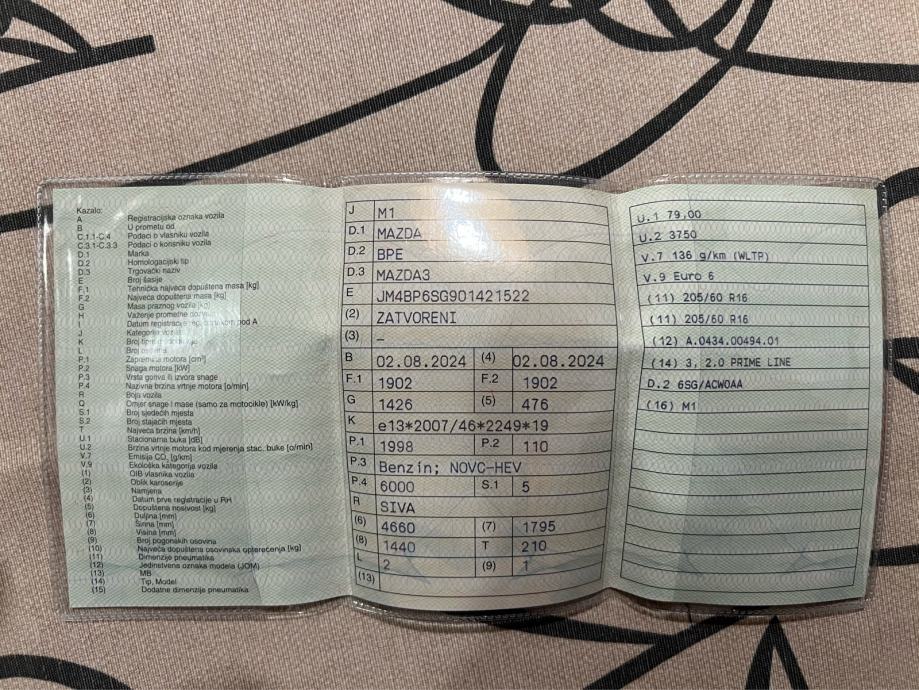 Kazalo:
A Registracijska oznaka vozila
B U prometu od
C.1.1-C.4 Podaci o vlasniku vozila
C.3.1-C.3.3 Podaci o korisniku vozila
D.1 Marka
D.2 Homologacijski tip
D.3 Trgovački naziv
E Broj šasije
F.1 Tehnička najveća dopuštena masa [kg]
F.2 Najveća dopuštena masa [kg]
G Masa praznog vozila [kg]
H Važenje prometne
I Datum registracije pod A
J Kategorija vozila
K Broj
L Broj
P.1 Zapremina motora [cm³]
P.2 Snaga motora [kW]
P.3 Vrsta goriva ili izvora snage
P.4 Nazivna brzina vrtnje motora [o/min]
R Boja vozila
Q Omjer snage i mase (samo za motocikle) [kW/kg]
S.1 Broj sjedećih mjesta
S.2 Broj stajaćih mjesta
T Najveća brzina [km/h]
U.1 Stacionarna buka [dB]
U.2 Brzina vrtnje motora kod mjerenja stac. buke [o/min]
V.7 Emisija CO₂ [g/km]
V.9 Ekološka kategorija vozila
(1) OIB vlasnika vozila
(2) Oblik karoserije
(3) Namjena
(4) Datum prve registracije u RH
(5) Dopuštena nosivost [kg]
(6) Duljina [mm]
(7) Širina [mm]
(8) Visina [mm]
(9) Broj pogonskih osovina
(10) Najveća dopuštena osovinska opterećenja [kg]
(11) Dimenzije pneumatika
(12) Jedinstvena oznaka modela (JOM)
(13) MB
(14) Tip, Model
(15) Dodatne dimenzije pneumatika
J M1
D.1 MAZDA
D.2 BPE
D.3 MAZDA3
E JM4BP6SG901421522
(2) ZATVORENI
(3) –
B 02.08.2024 (4) 02.08.2024
F.1 1902 F.2 1902
G 1426 (5) 476
K e13*2007/46*2249*19
P.1 1998 P.2 110
P.3 Benzin; NOVC-HEV
P.4 6000 S.1 5
R SIVA
(6) 4660 (7) 1795
(8) 1440 T 210
L 2 (9) 1
(13)
U.1 79,00
U.2 3750
V.7 136 g/km (WLTP)
V.9 Euro 6
(11) 205/60 R16
(11) 205/60 R16
(12) A.0434.00494.01
(14) 3, 2.0 PRIME LINE
D.2 6SG/ACW0AA
(16) M1